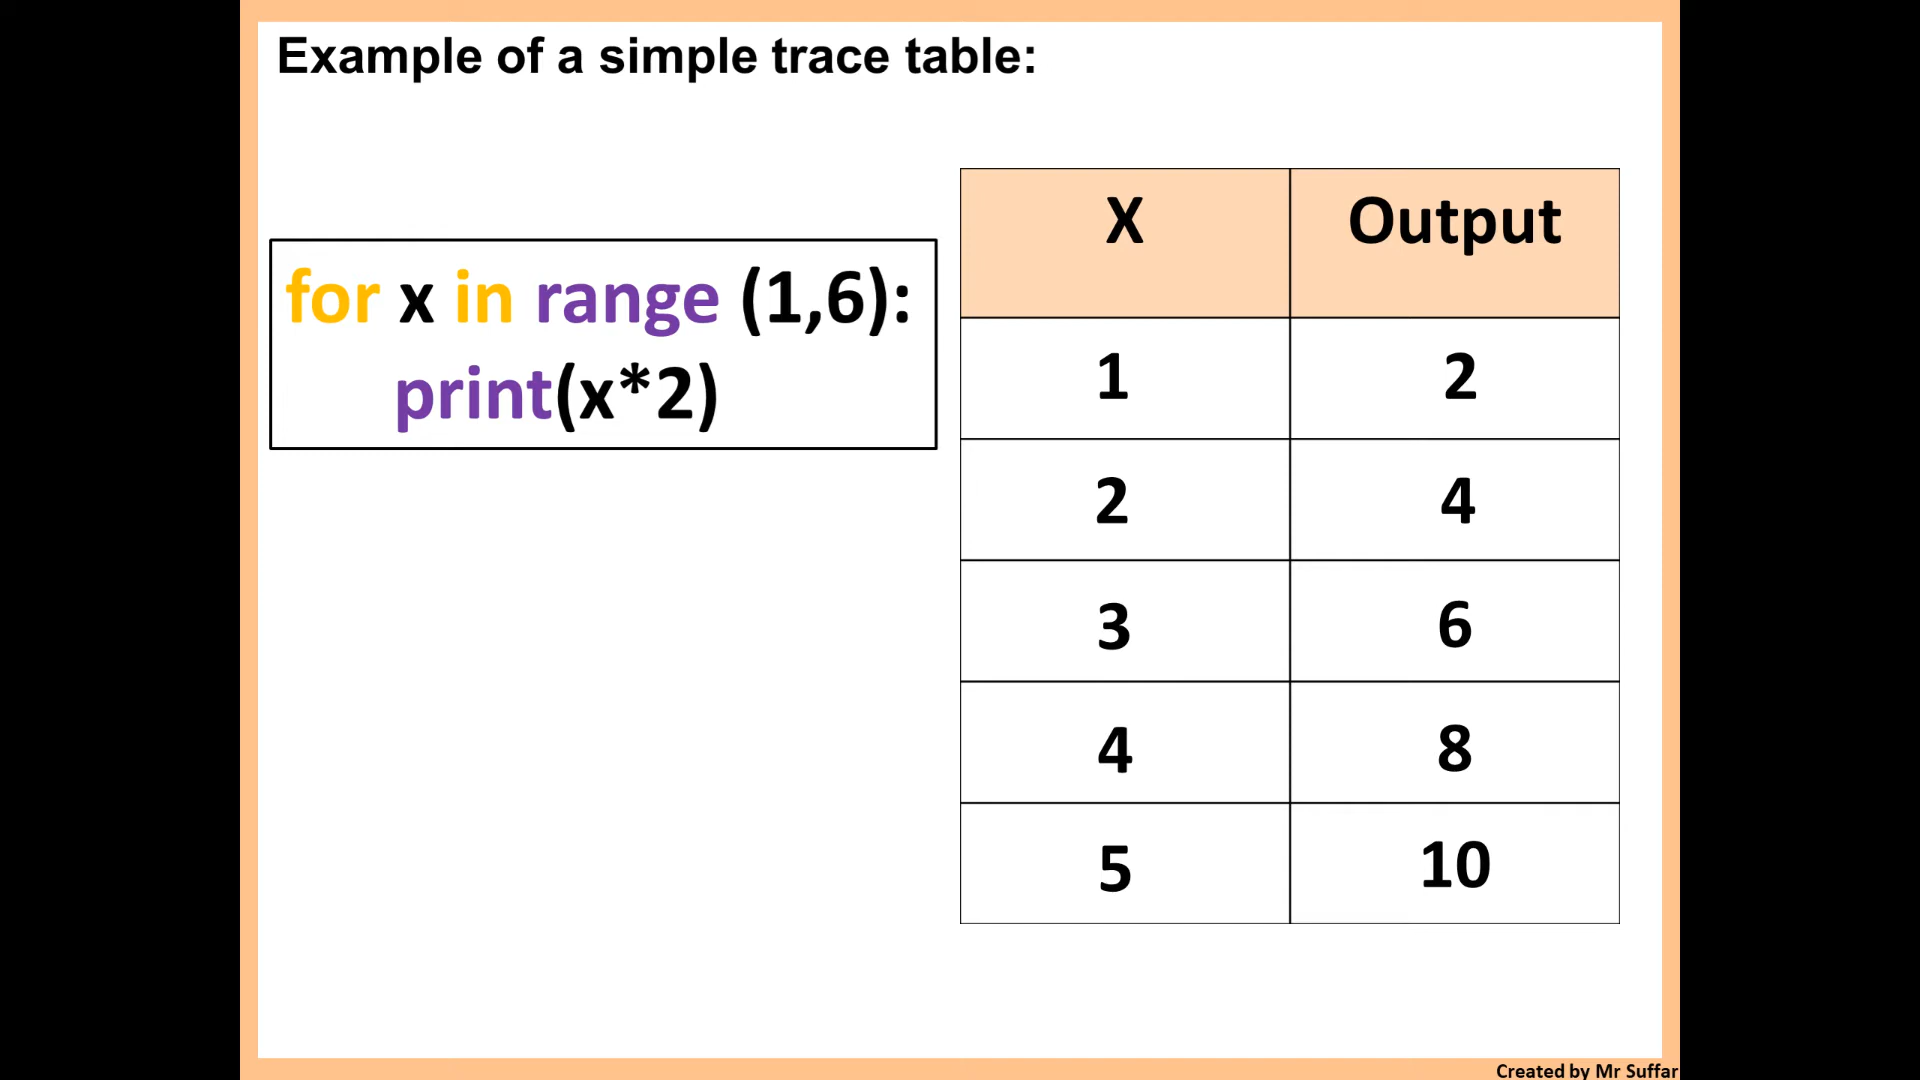 Example of a simple trace table:
for x in range (1,6):
print(x*2)
X Output
1 2
2 4
3 6
4 8
5 10
Created by Mr Suffar